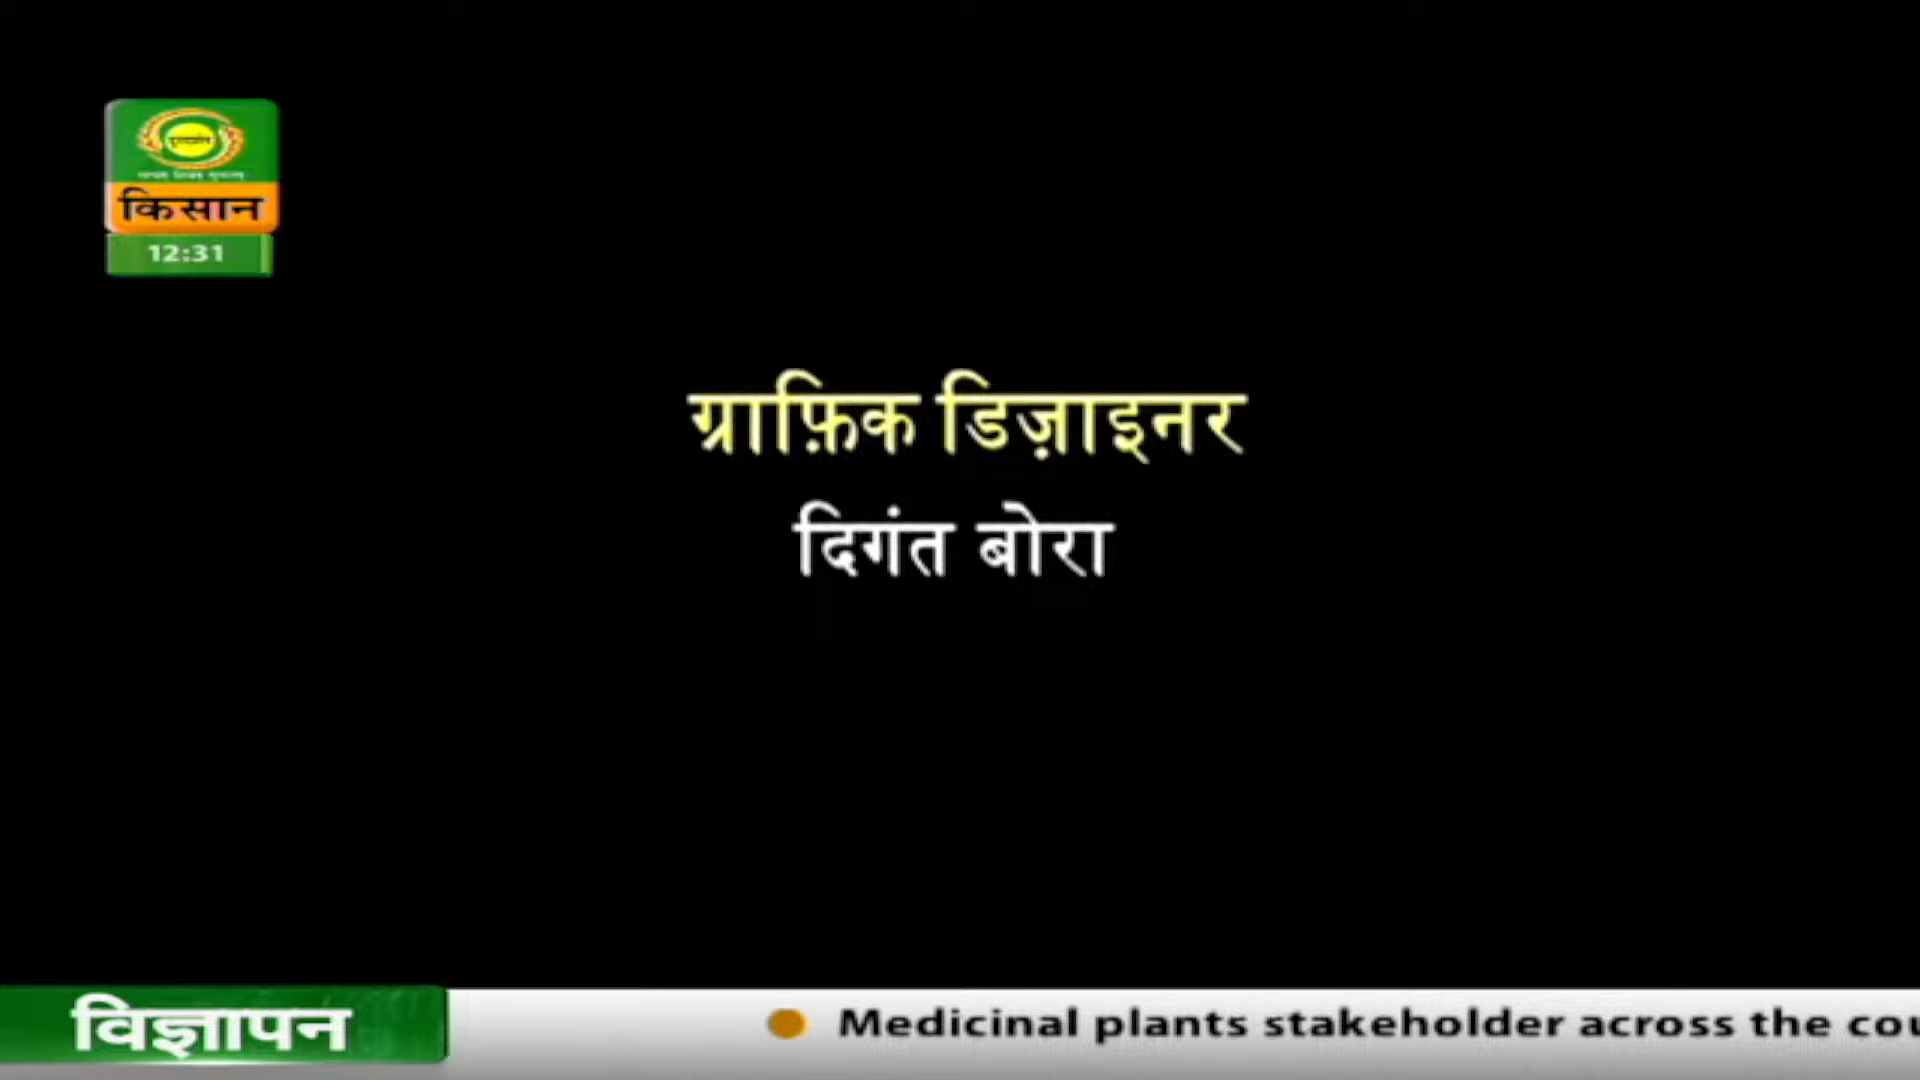 किसान
12:31
ग्राफ़िक डिज़ाइनर
दिगंत बोरा
विज्ञापन
Medicinal plants stakeholder across the cou